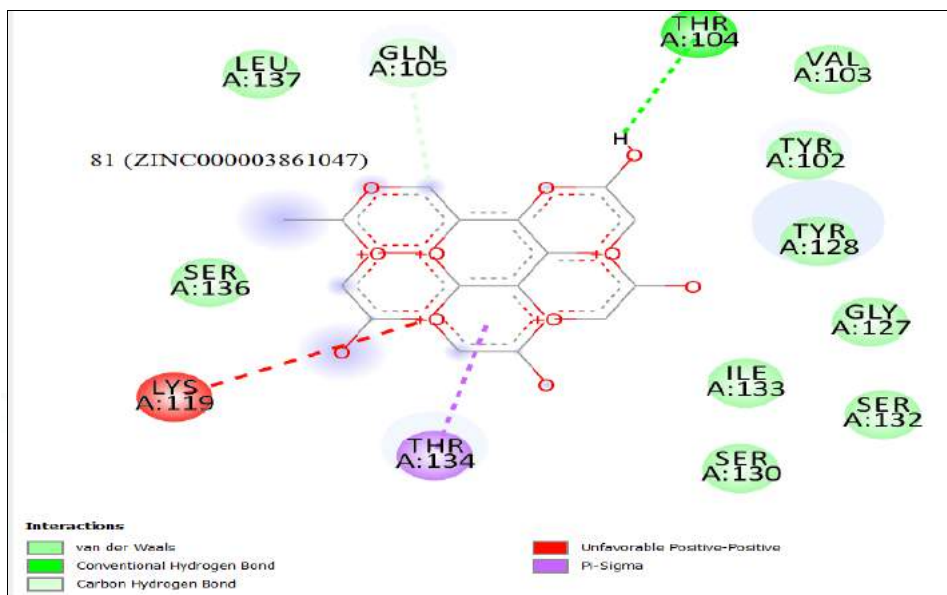 THR
A:104
LEU
A:137
GLN
A:105
VAL
A:103
81 (ZINC000003861047)
H
O
TYR
A:102
O
O
TYR
A:128
+O
+O
+O
SER
A:136
O
GLY
A:127
+O
+O
O
LYS
A:119
O
ILE
A:133
SER
A:132
THR
A:134
SER
A:130
Interactions
van der Waals
Conventional Hydrogen Bond
Carbon Hydrogen Bond
Unfavorable Positive-Positive
Pi-Sigma